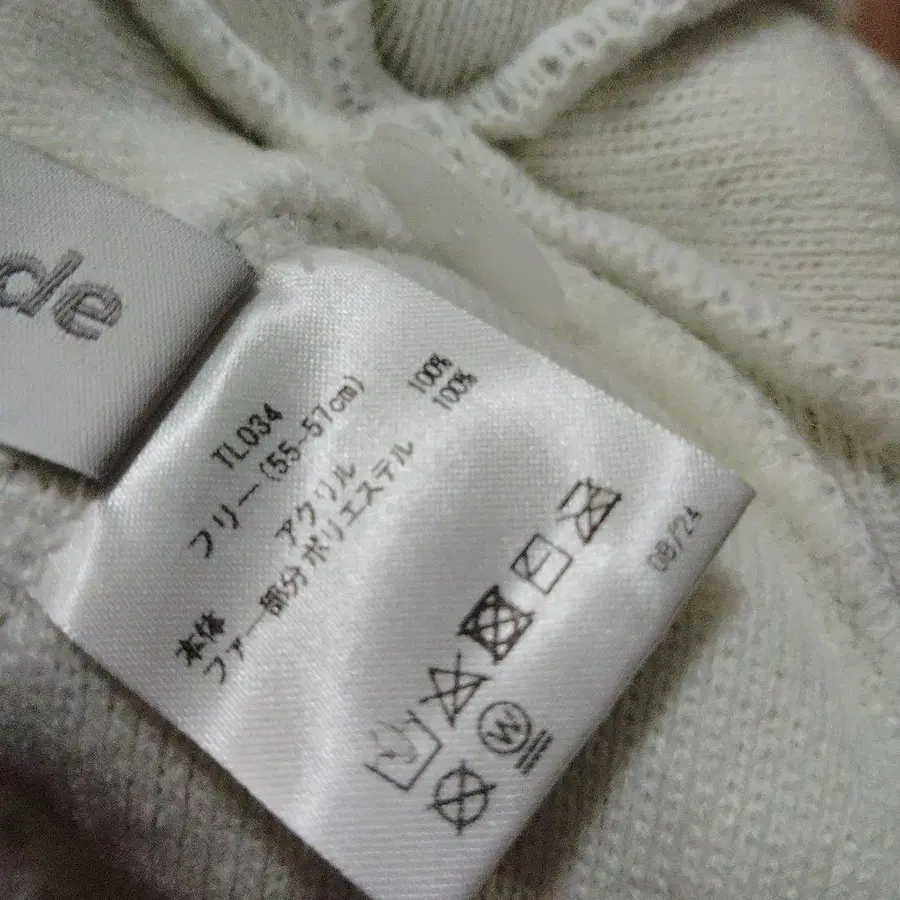 de
TL034
フリー(55-57cm)
本体 アクリル 100%
ファー部分ポリエステル 100%
W
08/24